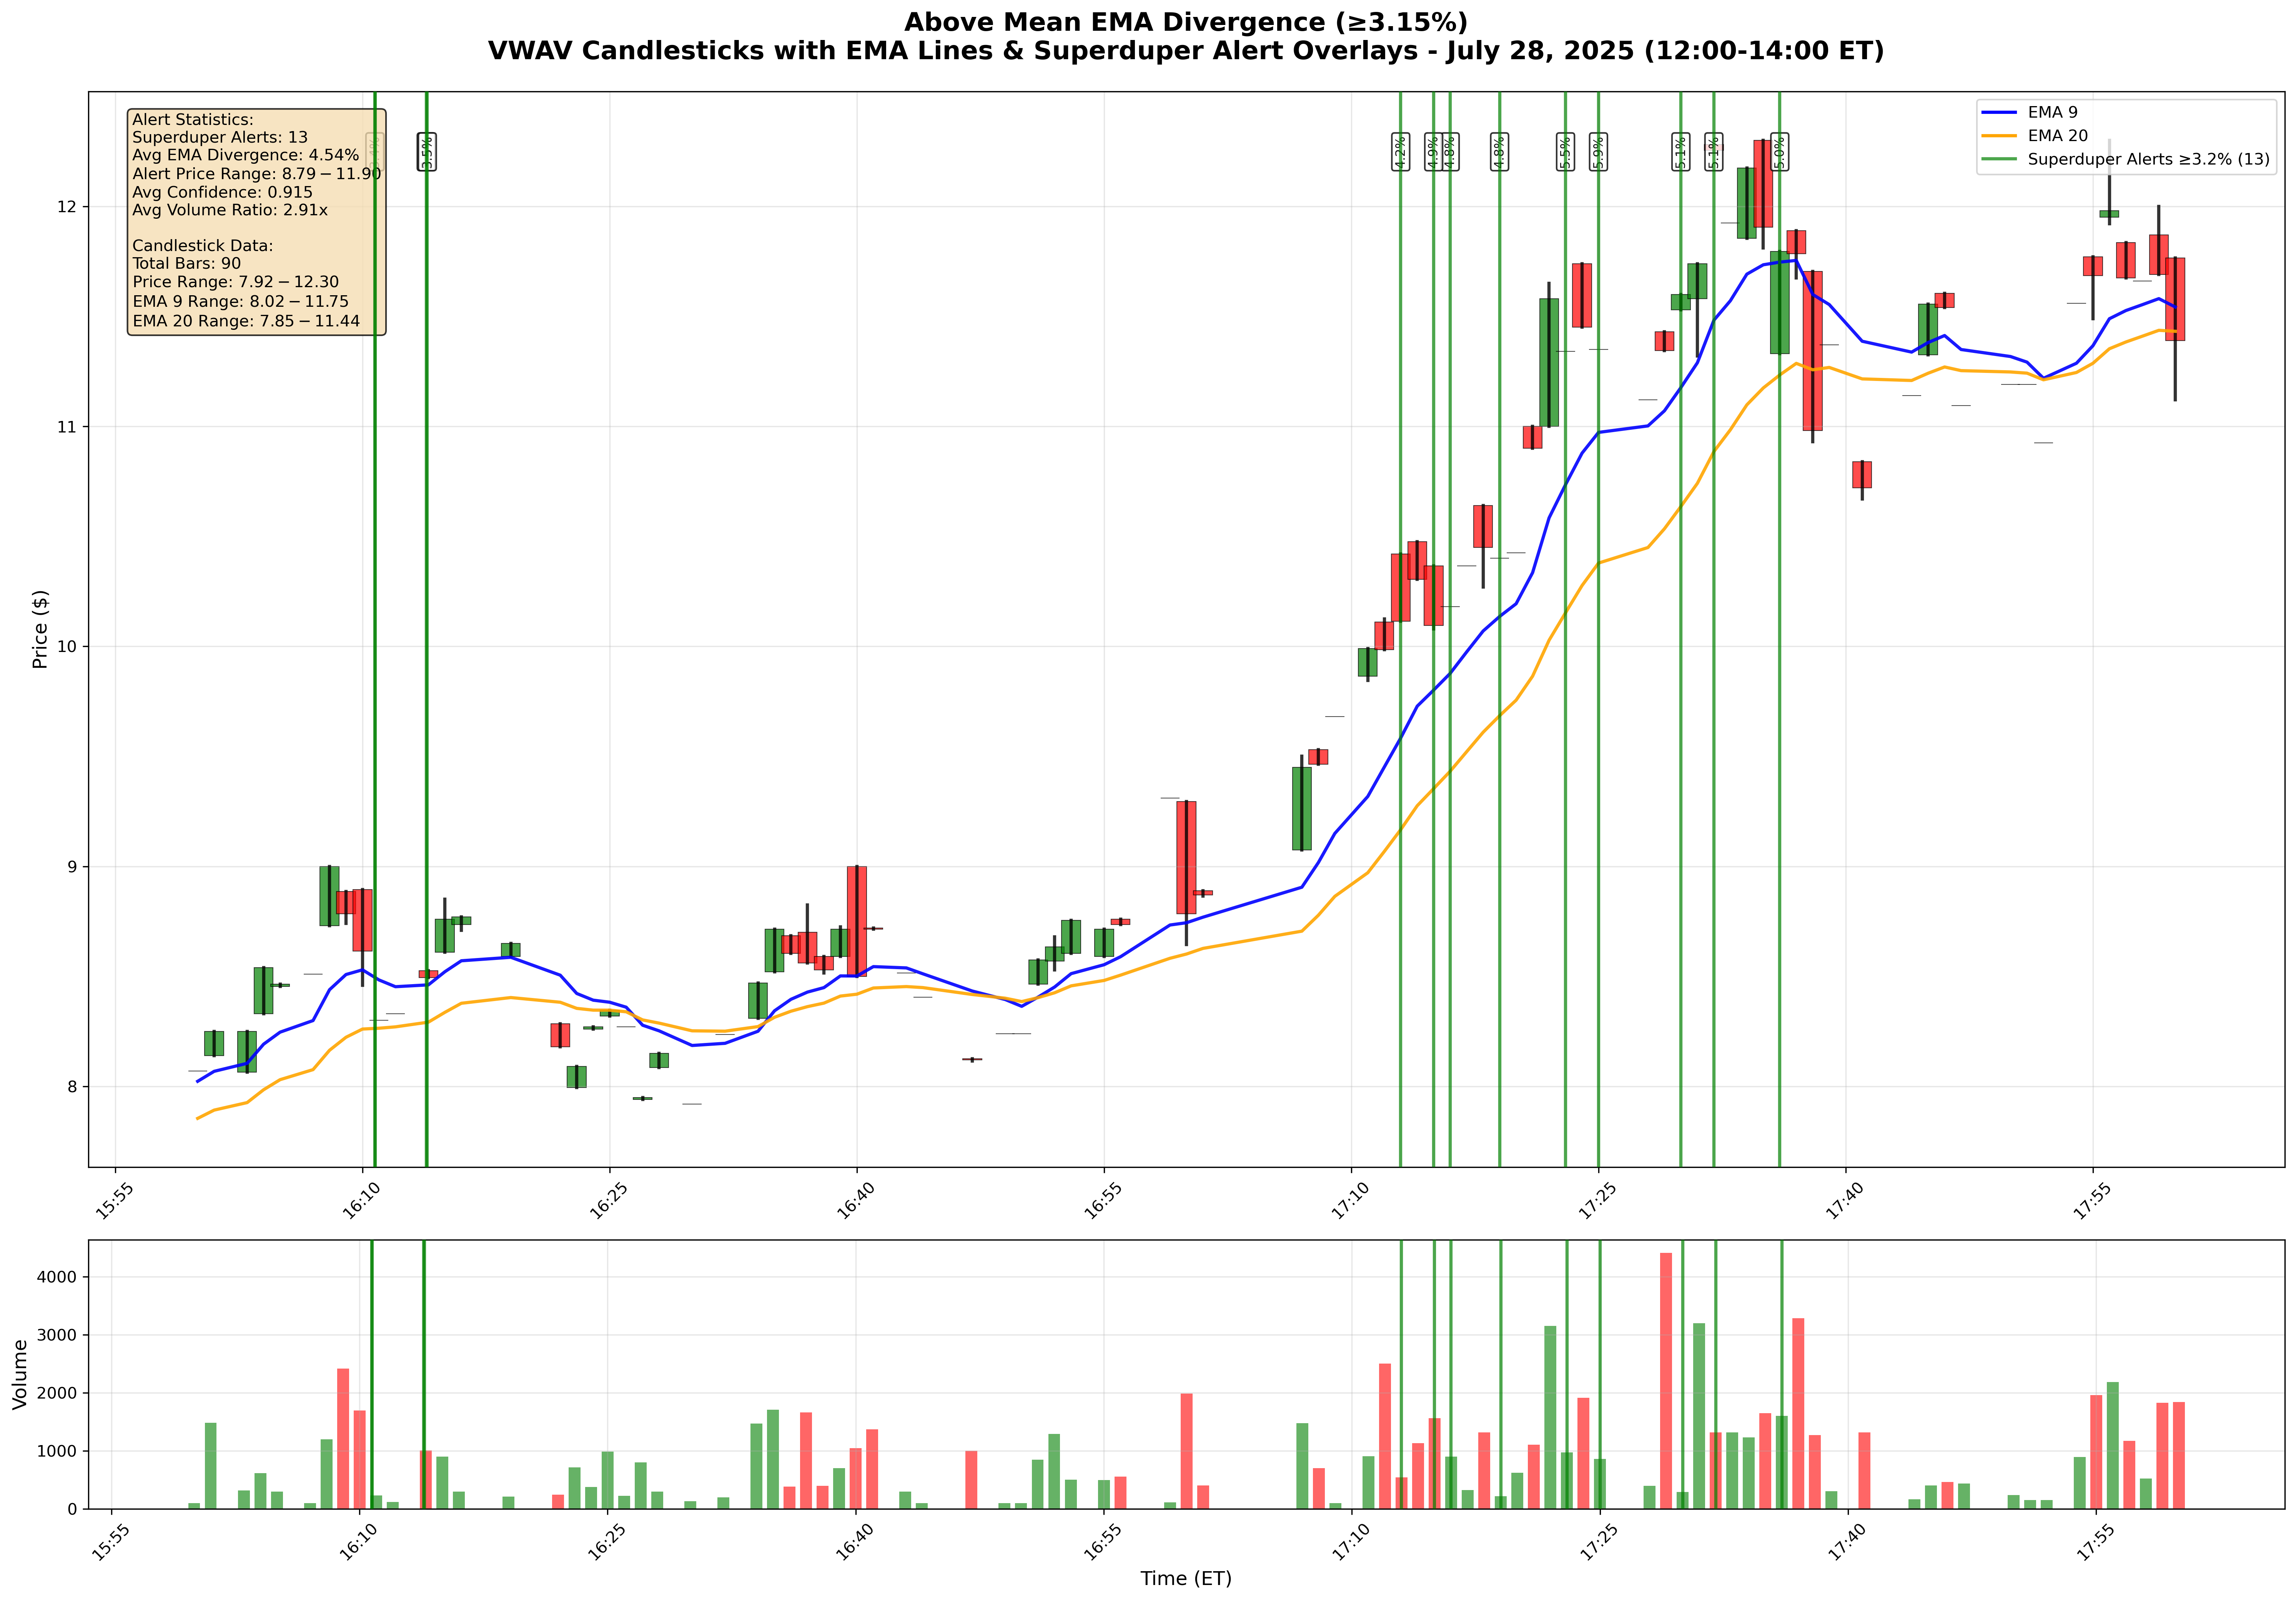 Above Mean EMA Divergence (≥3.15%)
VWAV Candlesticks with EMA Lines & Superduper Alert Overlays - July 28, 2025 (12:00-14:00 ET)
Alert Statistics:
Superduper Alerts: 13
Avg EMA Divergence: 4.54%
Alert Price Range: 8.79 − 11.90
Avg Confidence: 0.915
Avg Volume Ratio: 2.91x
Candlestick Data:
Total Bars: 90
Price Range: 7.92 − 12.30
EMA 9 Range: 8.02 − 11.75
EMA 20 Range: 7.85 − 11.44
3.5%
4.2%
4.9%
4.8%
4.8%
5.5%
5.9%
5.1%
5.1%
5.0%
EMA 9
EMA 20
Superduper Alerts ≥3.2% (13)
Price ($)
12
11
10
9
8
15:55
16:10
16:25
16:40
16:55
17:10
17:25
17:40
17:55
Volume
4000
3000
2000
1000
0
15:55
16:10
16:25
16:40
16:55
17:10
17:25
17:40
17:55
Time (ET)